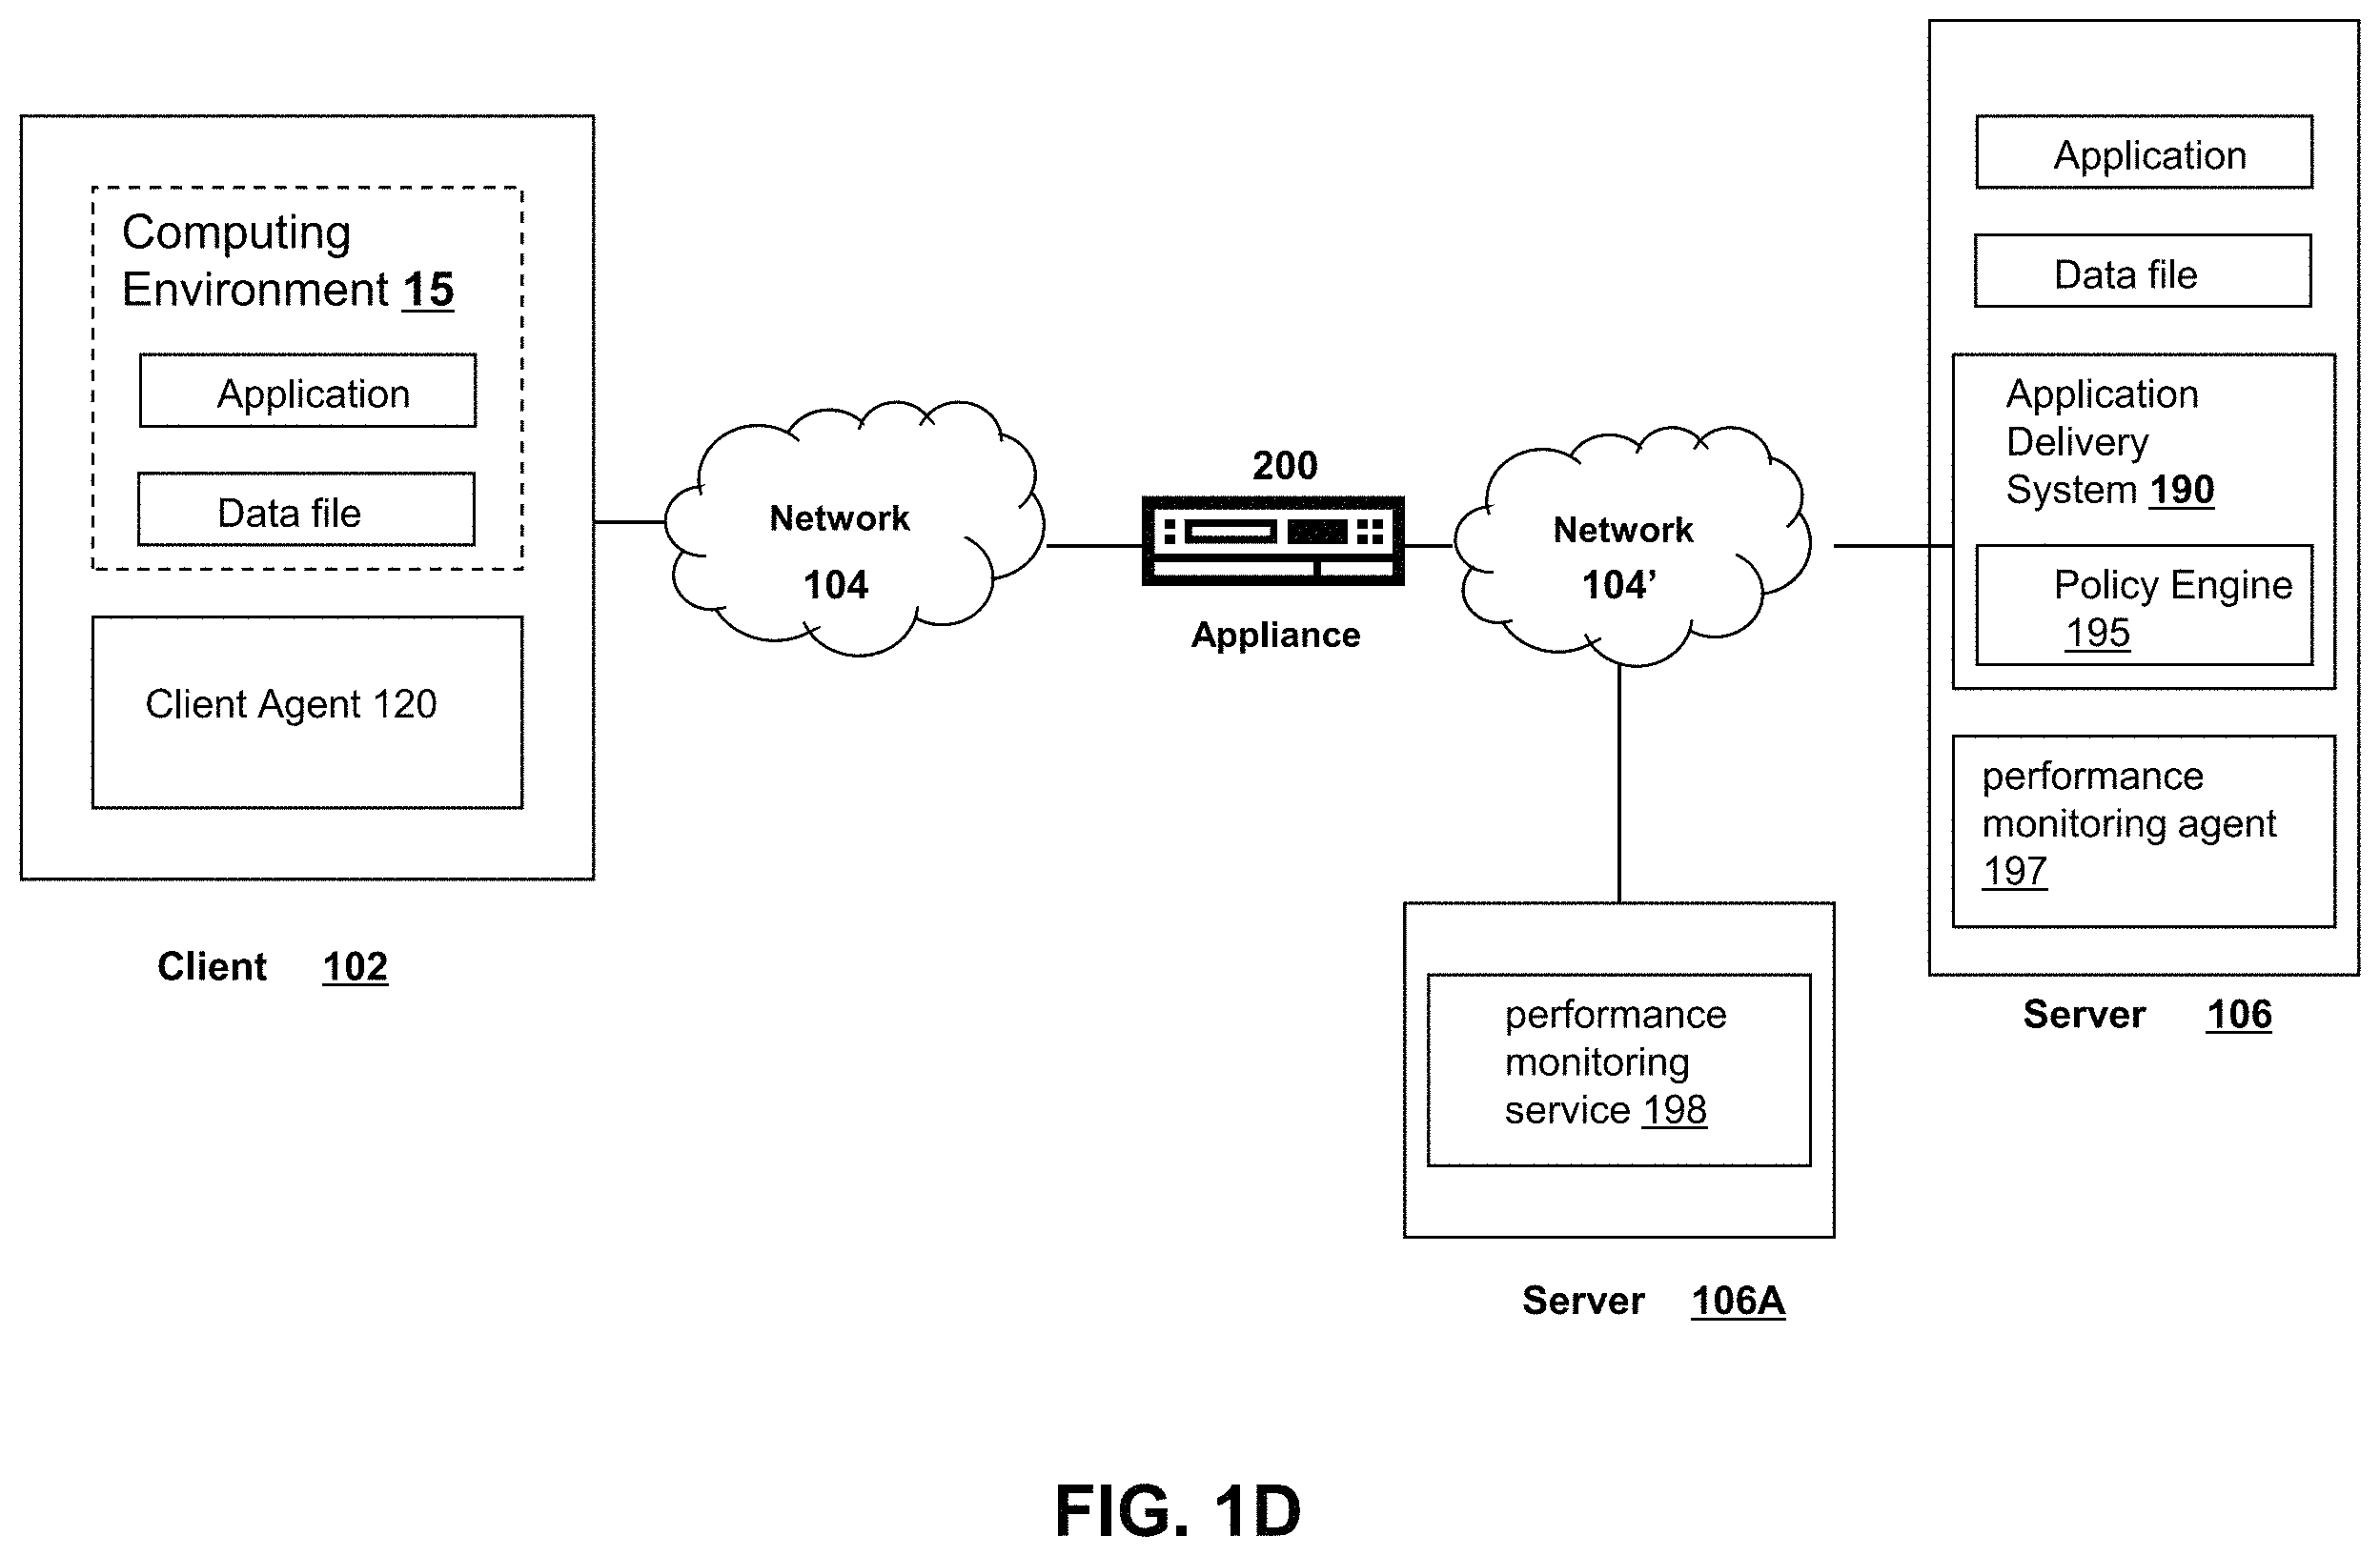 Computing
Environment 15
Application
Data file
Client Agent 120
Client 102
Network
104
200
Appliance
Network
104’
performance
monitoring
service 198
Server 106A
Application
Data file
Application
Delivery
System 190
Policy Engine
195
performance
monitoring agent
197
Server 106
FIG. 1D